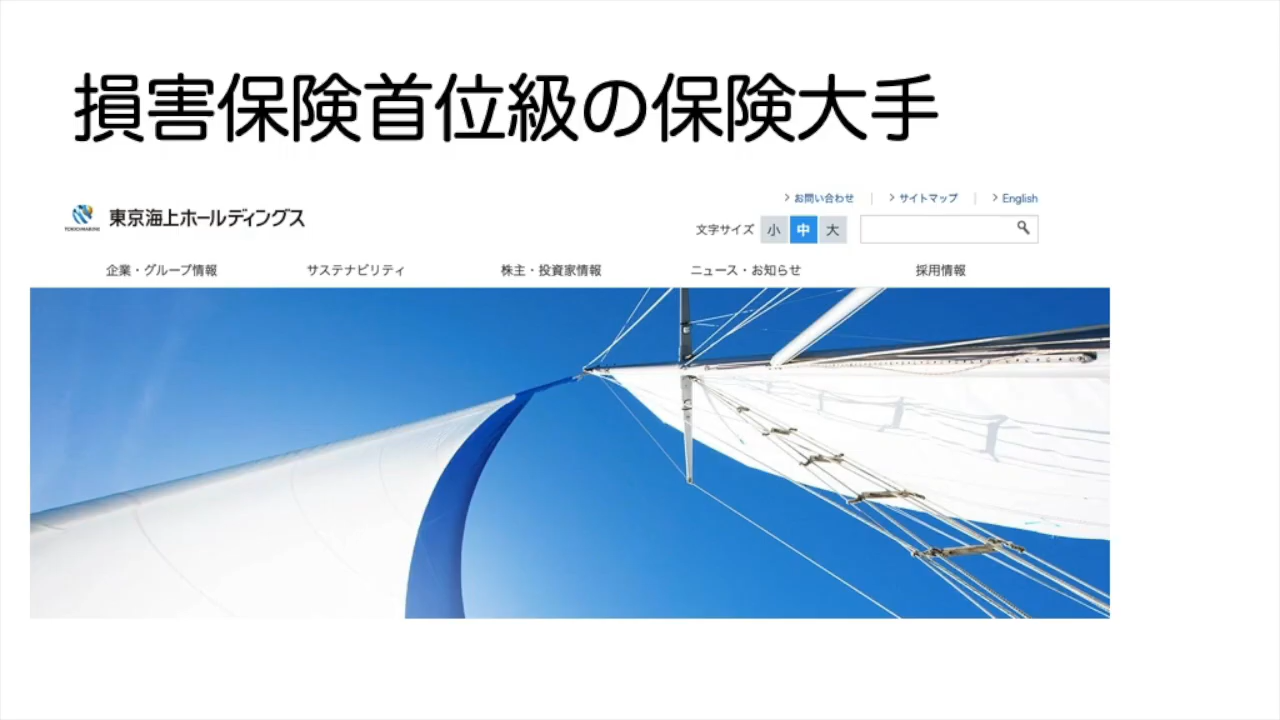 損害保険首位級の保険大手
お問い合わせ サイトマップ English
TOKIO MARINE 東京海上ホールディングス
文字サイズ 小 中 大
企業・グループ情報 サステナビリティ 株主・投資家情報 ニュース・お知らせ 採用情報